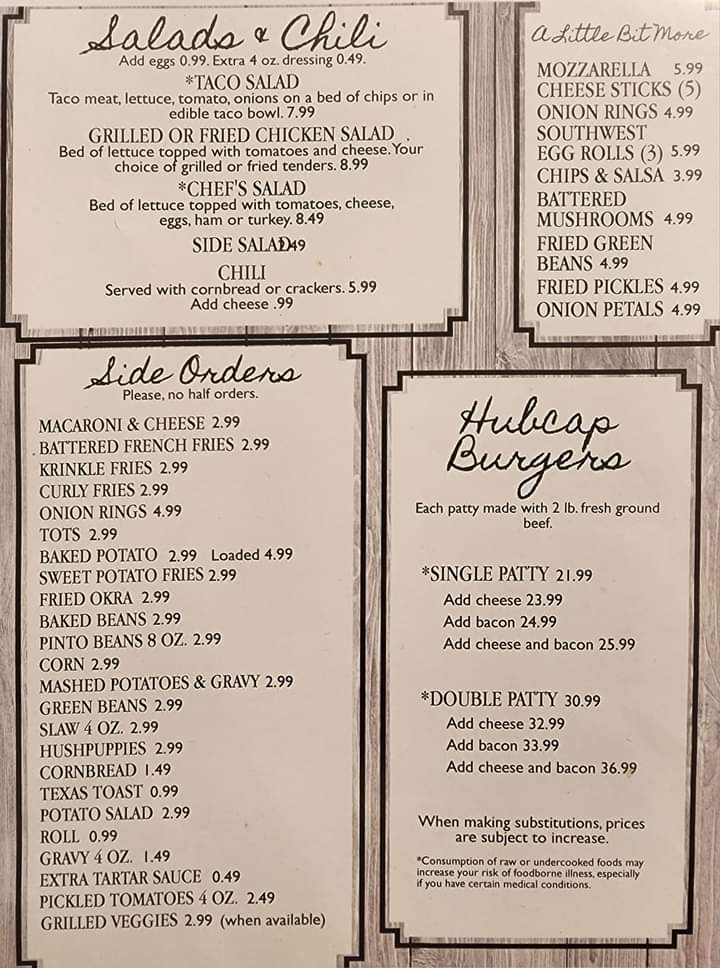 Salads & Chili
Add eggs 0.99. Extra 4 oz. dressing 0.49.
*TACO SALAD
Taco meat, lettuce, tomato, onions on a bed of chips or in
edible taco bowl. 7.99
GRILLED OR FRIED CHICKEN SALAD
Bed of lettuce topped with tomatoes and cheese. Your
choice of grilled or fried tenders. 8.99
*CHEF'S SALAD
Bed of lettuce topped with tomatoes, cheese,
eggs, ham or turkey. 8.49
SIDE SALAD 2.49
CHILI
Served with cornbread or crackers. 5.99
Add cheese .99
A Little Bit More
MOZZARELLA 5.99
CHEESE STICKS (5)
ONION RINGS 4.99
SOUTHWEST
EGG ROLLS (3) 5.99
CHIPS & SALSA 3.99
BATTERED
MUSHROOMS 4.99
FRIED GREEN
BEANS 4.99
FRIED PICKLES 4.99
ONION PETALS 4.99
Side Orders
Please, no half orders.
MACARONI & CHEESE 2.99
BATTERED FRENCH FRIES 2.99
KRINKLE FRIES 2.99
CURLY FRIES 2.99
ONION RINGS 4.99
TOTS 2.99
BAKED POTATO 2.99 Loaded 4.99
SWEET POTATO FRIES 2.99
FRIED OKRA 2.99
BAKED BEANS 2.99
PINTO BEANS 8 OZ. 2.99
CORN 2.99
MASHED POTATOES & GRAVY 2.99
GREEN BEANS 2.99
SLAW 4 OZ. 2.99
HUSHPUPPIES 2.99
CORNBREAD 1.49
TEXAS TOAST 0.99
POTATO SALAD 2.99
ROLL 0.99
GRAVY 4 OZ. 1.49
EXTRA TARTAR SAUCE 0.49
PICKLED TOMATOES 4 OZ. 2.49
GRILLED VEGGIES 2.99 (when available)
Hubcap
Burgers
Each patty made with 2 lb. fresh ground
beef.
*SINGLE PATTY 21.99
Add cheese 23.99
Add bacon 24.99
Add cheese and bacon 25.99
*DOUBLE PATTY 30.99
Add cheese 32.99
Add bacon 33.99
Add cheese and bacon 36.99
When making substitutions, prices
are subject to increase.
*Consumption of raw or undercooked foods may
increase your risk of foodborne illness, especially
if you have certain medical conditions.